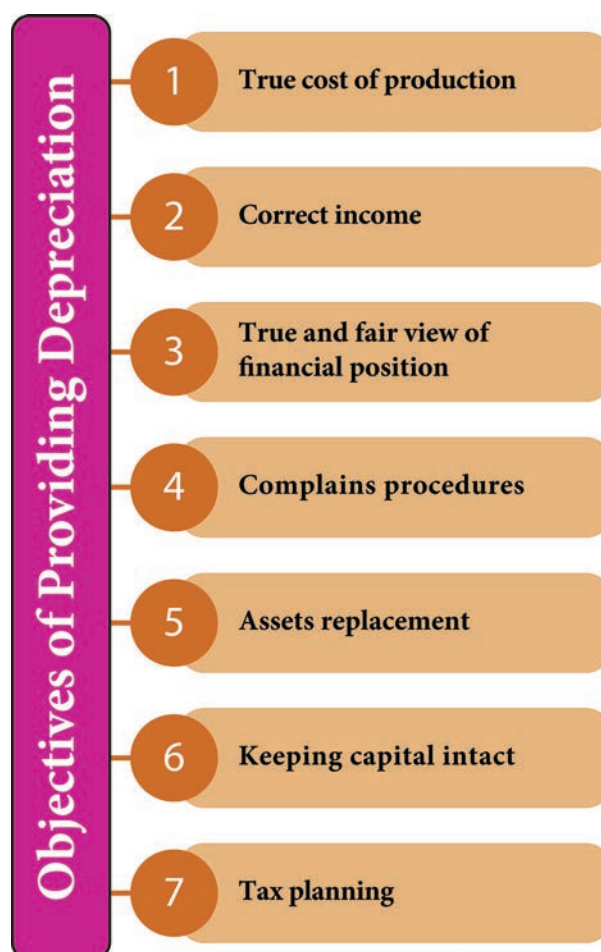 Objectives of Providing Depreciation
1
True cost of production
2
Correct income
3
True and fair view of
financial position
4
Complains procedures
5
Assets replacement
6
Keeping capital intact
7
Tax planning